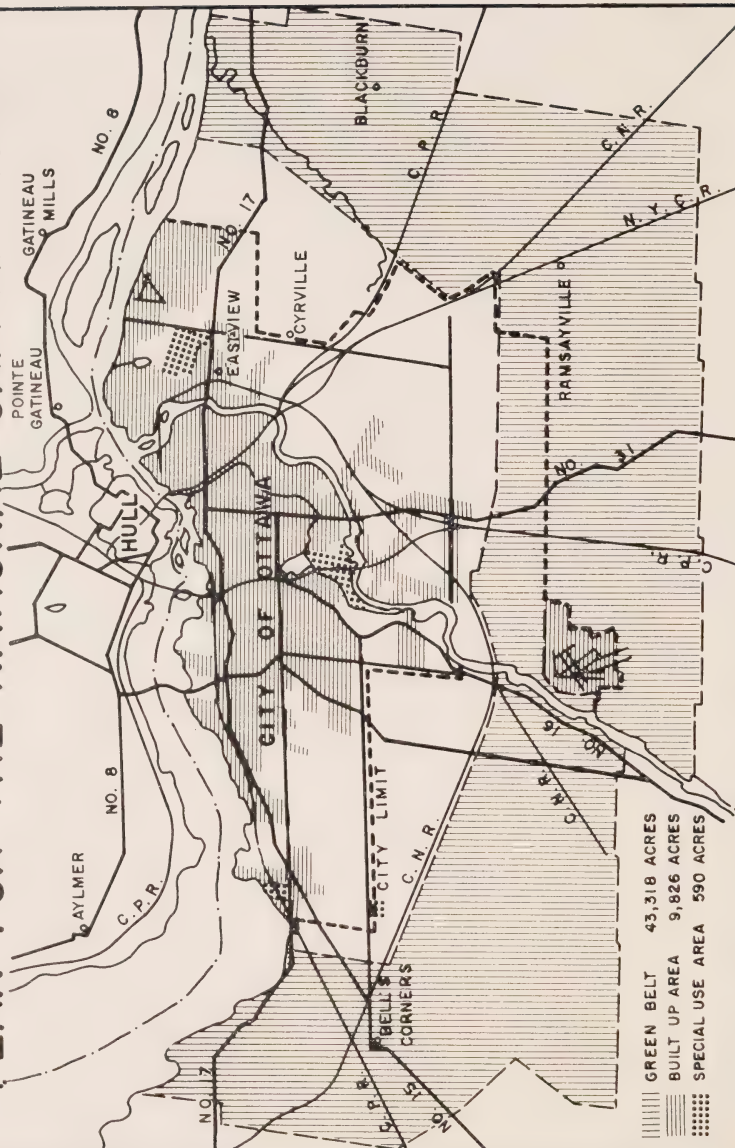 POINTE
GATINEAU
GATINEAU
MILLS
NO. 8
AYLMER
NO. 8
C.P.R.
HULL
NO. 17
EASTVIEW
CYRVILLE
BLACKBURN
C. P. R.
CITY OF OTTAWA
C.N.R.
N.Y.C.R.
RAMSAYVILLE
NO. 31
C.P.R.
CITY LIMIT
C.N.R.
NO. 16
C.N.R.
NO. 17
BELL'S
CORNERS
C.P.R.
NO. 15
GREEN BELT 43,318 ACRES
BUILT UP AREA 9,826 ACRES
SPECIAL USE AREA 590 ACRES